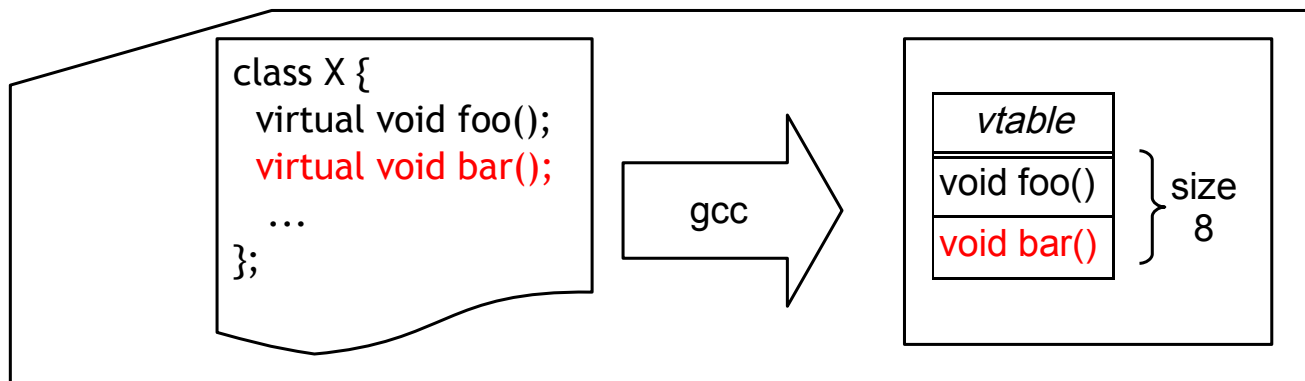 class X {
virtual void foo();
virtual void bar();
...
};
gcc
vtable
void foo()
void bar()
size
8